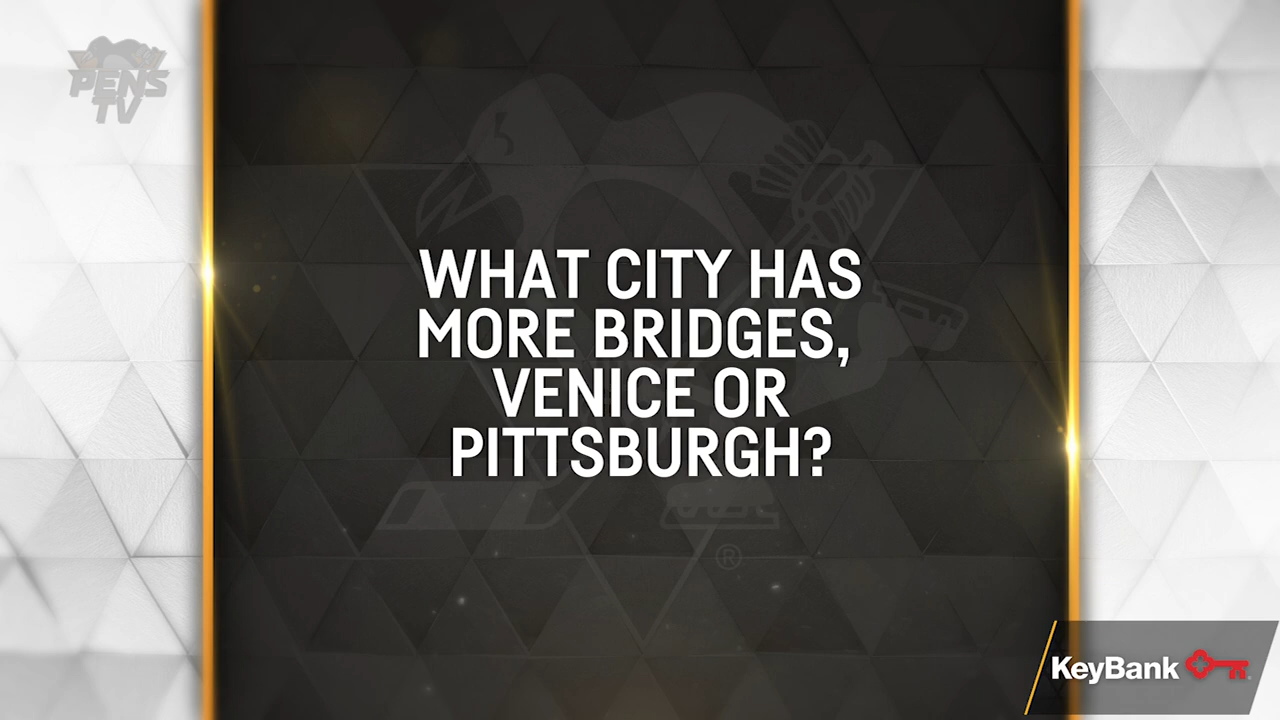 PENS
TV
WHAT CITY HAS
MORE BRIDGES,
VENICE OR
PITTSBURGH?
®
KeyBank